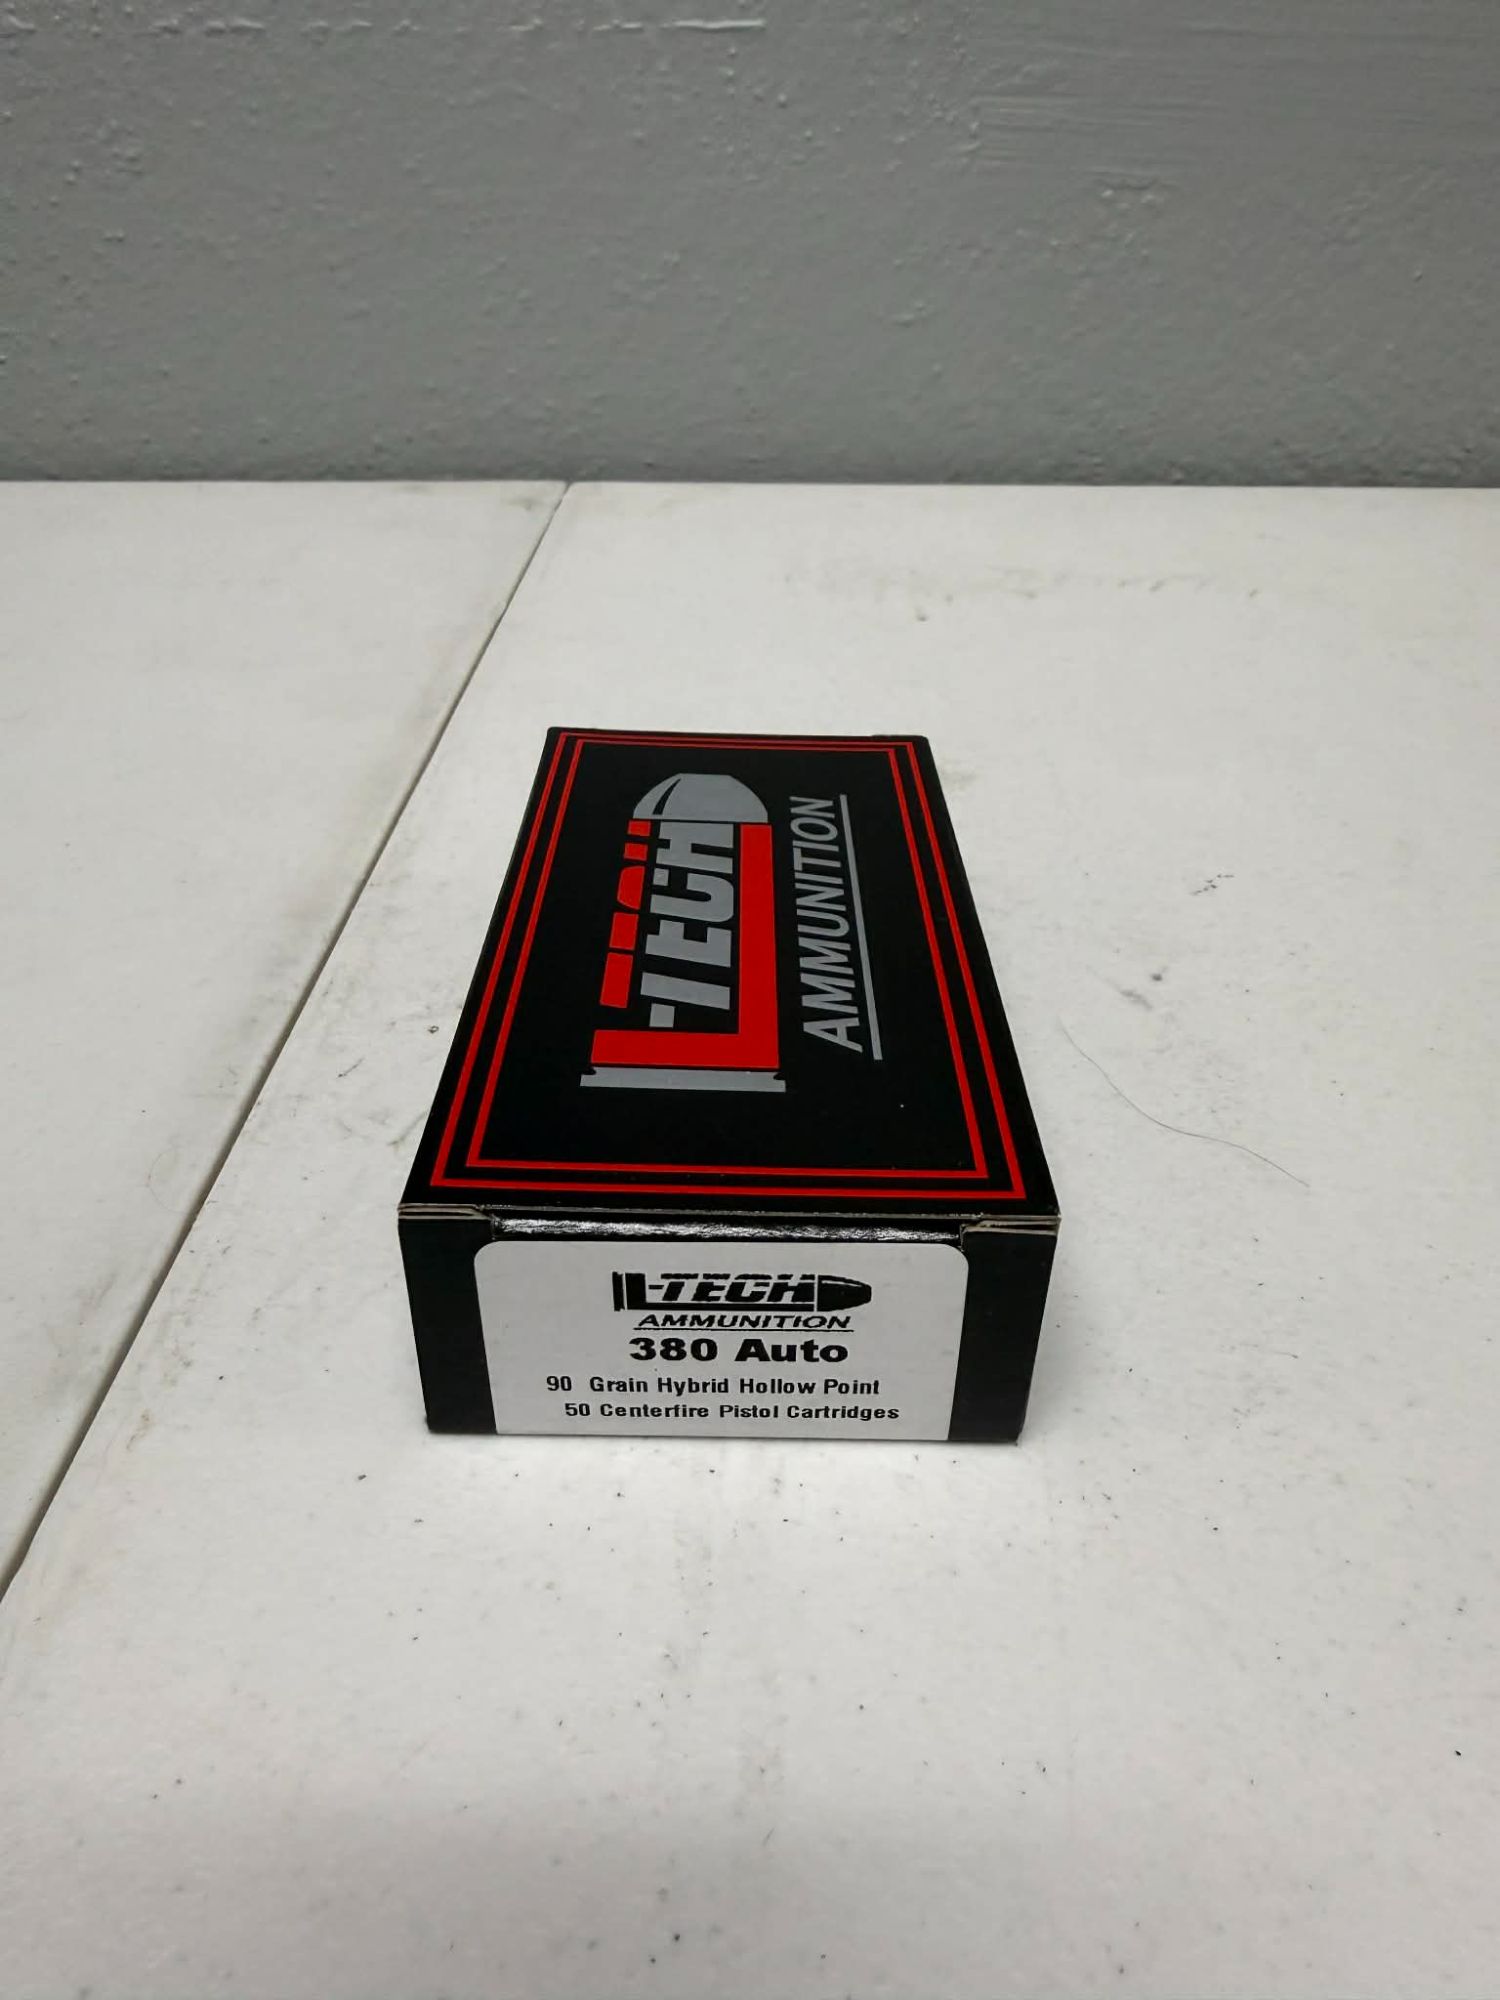 L-TECH
AMMUNITION
L-TECH
AMMUNITION
380 Auto
90 Grain Hybrid Hollow Point
50 Centerfire Pistol Cartridges